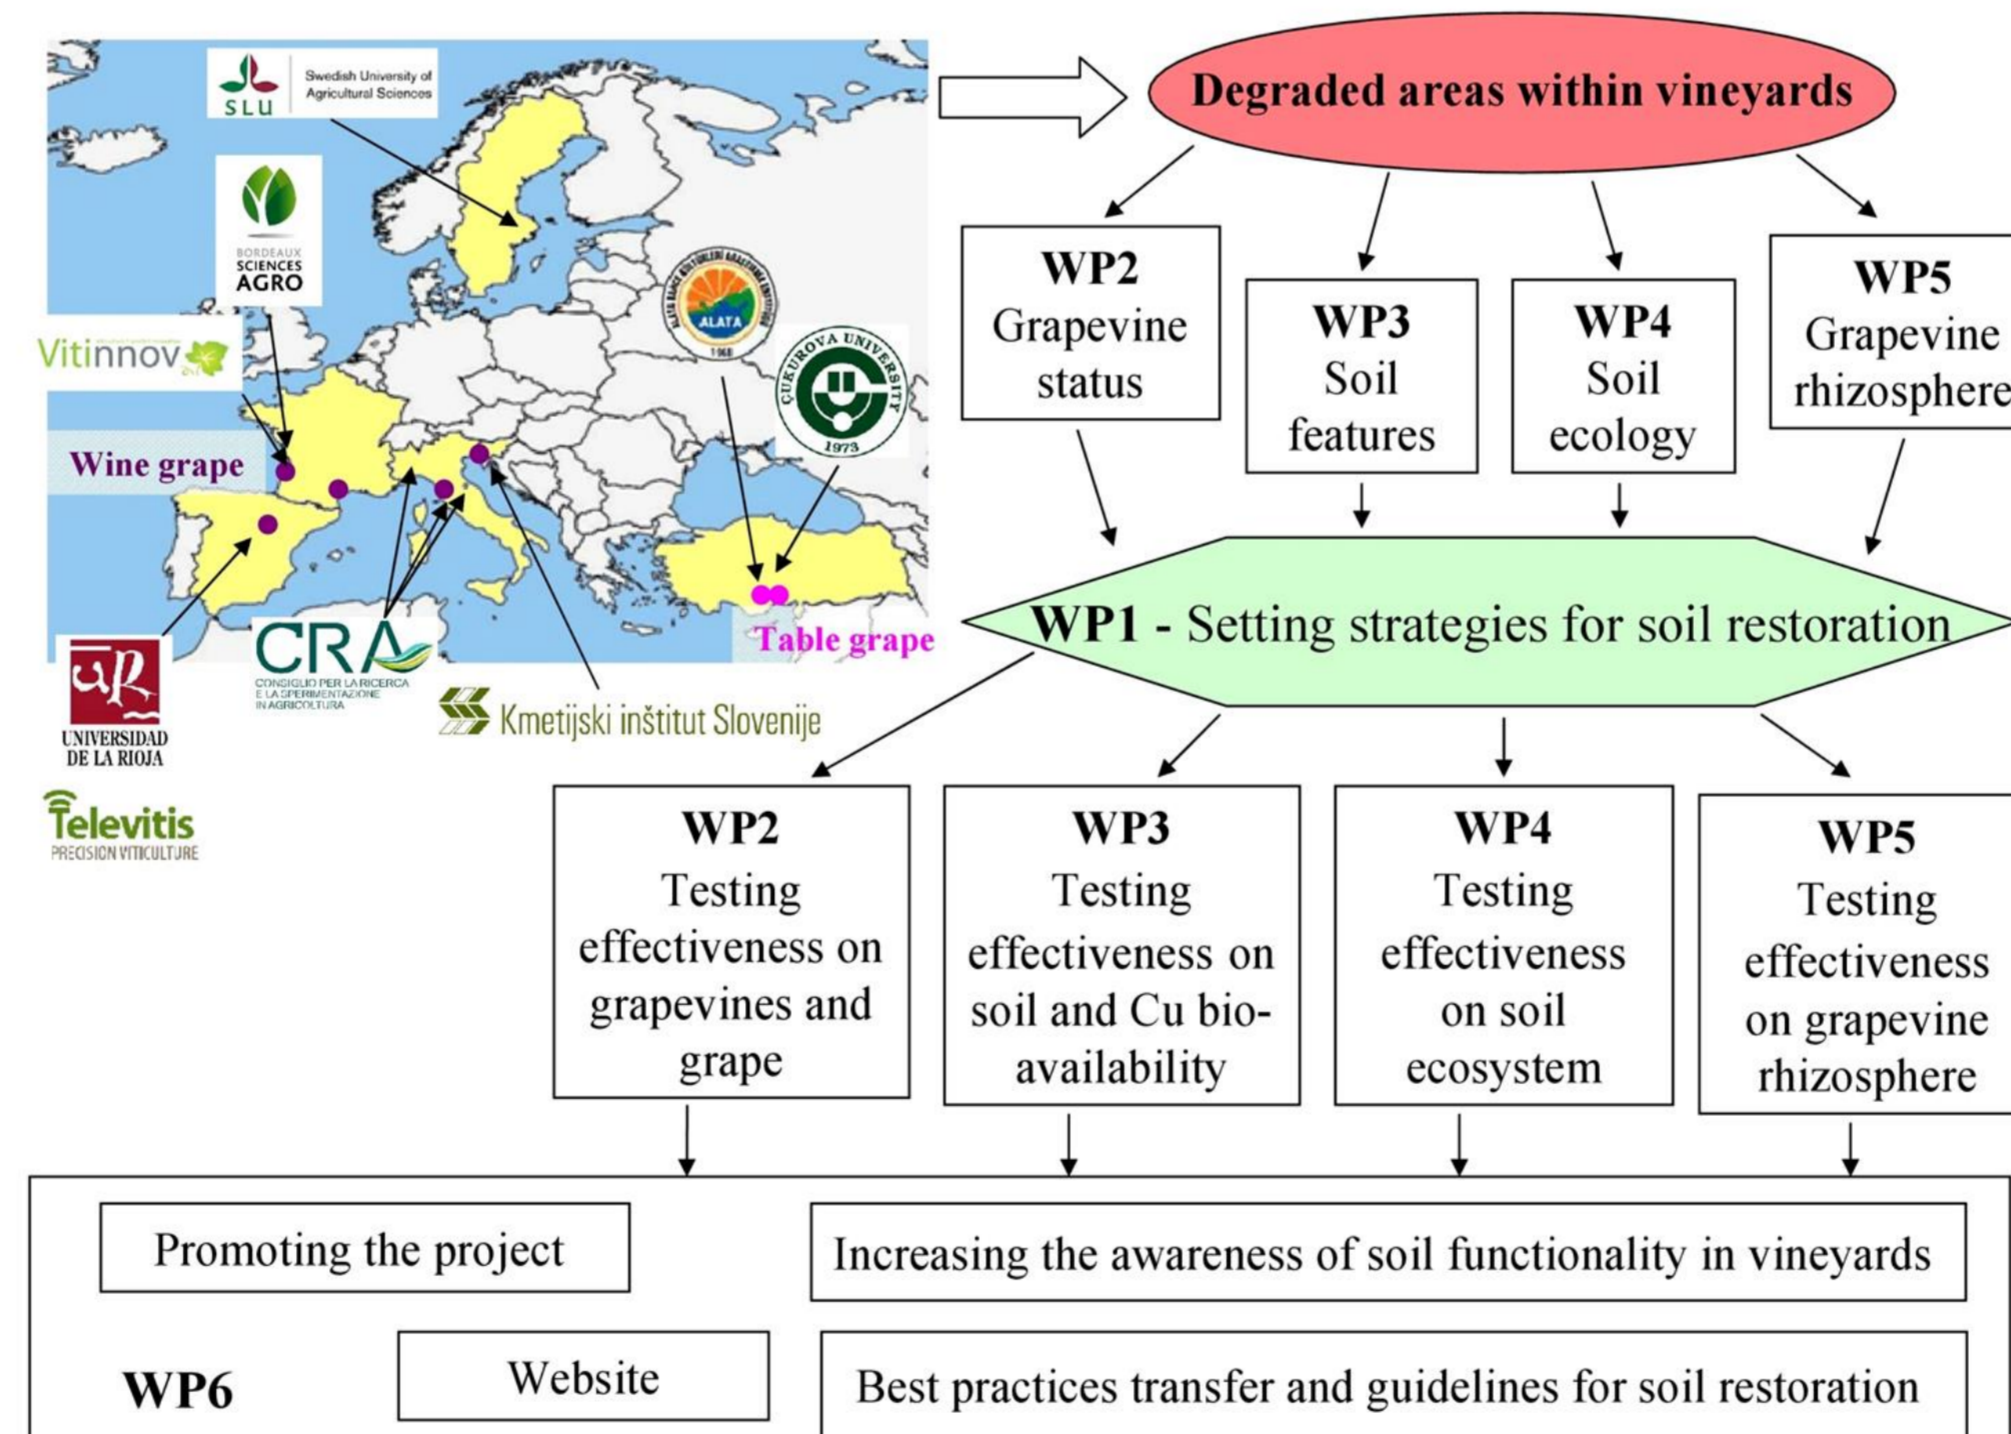 SLU
Swedish University of
Agricultural Sciences
BORDEAUX
SCIENCES
AGRO
Vitinnov
Wine grape
ALATA
1968
ÇUKUROVA UNIVERSITY
1973
Table grape
UNIVERSIDAD
DE LA RIOJA
CRA
CONSIGLIO PER LA RICERCA
E LA SPERIMENTAZIONE
IN AGRICOLTURA
Kmetijski inštitut Slovenije
Televitis
PRECISION VITICULTURE
Degraded areas within vineyards
WP2
Grapevine
status
WP3
Soil
features
WP4
Soil
ecology
WP5
Grapevine
rhizosphere
WP1 - Setting strategies for soil restoration
WP2
Testing
effectiveness on
grapevines and
grape
WP3
Testing
effectiveness on
soil and Cu bio-
availability
WP4
Testing
effectiveness
on soil
ecosystem
WP5
Testing
effectiveness
on grapevine
rhizosphere
Promoting the project
Increasing the awareness of soil functionality in vineyards
WP6
Website
Best practices transfer and guidelines for soil restoration